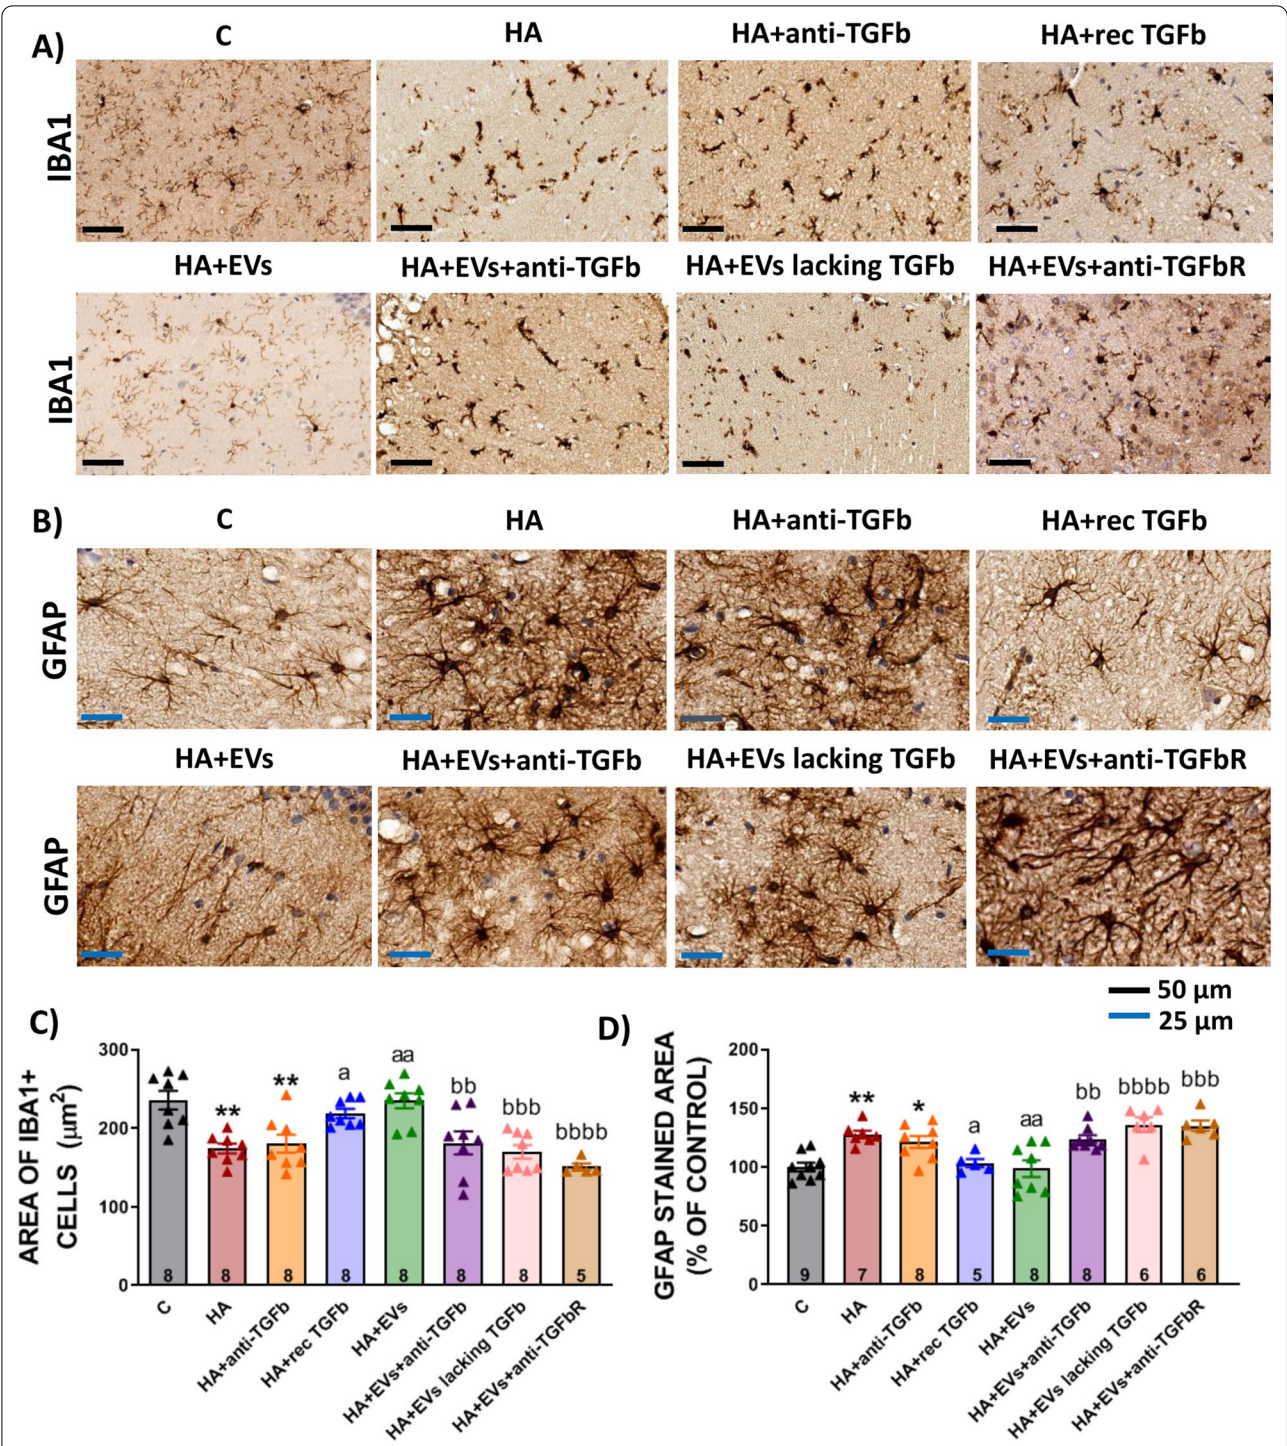 A)
C
HA
HA+anti-TGFb
HA+rec TGFb
IBA1
HA+EVs
HA+EVs+anti-TGFb
HA+EVs lacking TGFb
HA+EVs+anti-TGFbR
IBA1
B)
C
HA
HA+anti-TGFb
HA+rec TGFb
GFAP
HA+EVs
HA+EVs+anti-TGFb
HA+EVs lacking TGFb
HA+EVs+anti-TGFbR
GFAP
50 µm
25 µm
C)
AREA OF IBA1+
CELLS (µm²)
300
200
100
0
**
**
a
aa
bb
bbb
bbbb
8
8
8
8
8
8
8
5
C
HA
HA+anti-TGFb
HA+rec TGFb
HA+EVs
HA+EVs+anti-TGFb
HA+EVs lacking TGFb
HA+EVs+anti-TGFbR
D)
GFAP STAINED AREA
(% OF CONTROL)
200
150
100
50
0
**
*
a
aa
bb
bbbb
bbb
9
7
8
5
8
8
6
6
C
HA
HA+anti-TGFb
HA+rec TGFb
HA+EVs
HA+EVs+anti-TGFb
HA+EVs lacking TGFb
HA+EVs+anti-TGFbR